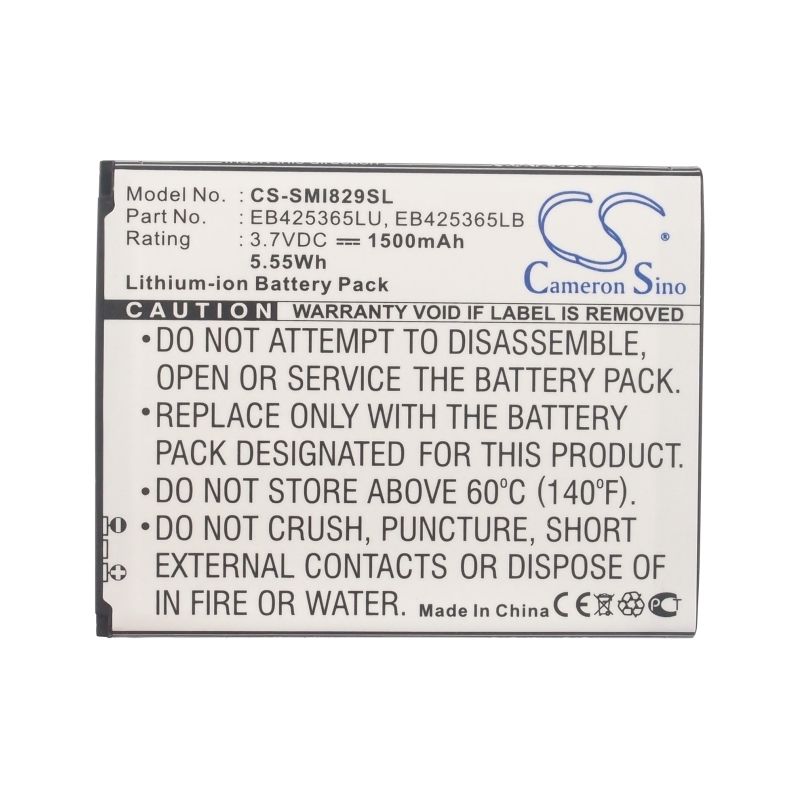 Model No. : CS-SMI829SL
Part No. : EB425365LU, EB425365LB
Rating : 3.7VDC ⎓ 1500mAh
5.55Wh
Lithium-ion Battery Pack
CS
®
Cameron Sino
CAUTION WARRANTY VOID IF LABEL IS REMOVED
•DO NOT ATTEMPT TO DISASSEMBLE,
OPEN OR SERVICE THE BATTERY PACK.
•REPLACE ONLY WITH THE BATTERY
PACK DESIGNATED FOR THIS PRODUCT.
•DO NOT STORE ABOVE 60°C (140°F).
•DO NOT CRUSH, PUNCTURE, SHORT
EXTERNAL CONTACTS OR DISPOSE OF
IN FIRE OR WATER. Made In China CE PCT
- +